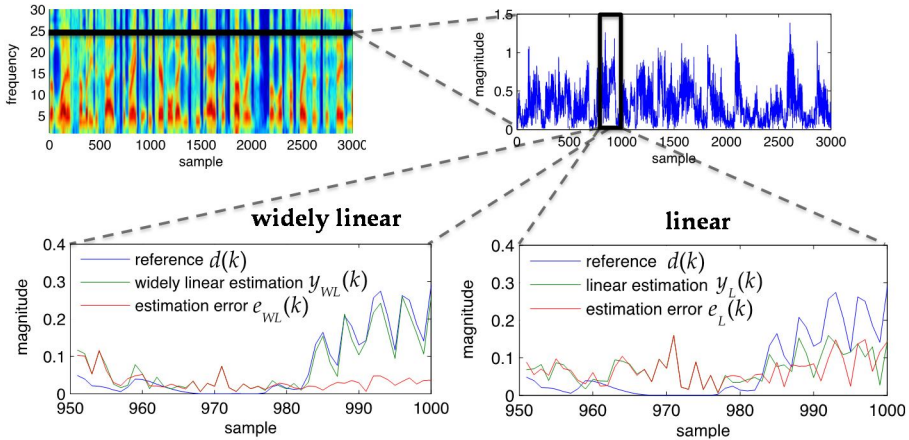 30
25
20
15
10
5
frequency
0 500 1000 1500 2000 2500 3000
sample
1.5
1
0.5
0
magnitude
0 500 1000 1500 2000 2500 3000
sample
widely linear
0.4
0.3
0.2
0.1
0
magnitude
reference d(k)
widely linear estimation y_WL(k)
estimation error e_WL(k)
950 960 970 980 990 1000
sample
linear
0.4
0.3
0.2
0.1
0
magnitude
reference d(k)
linear estimation y_L(k)
estimation error e_L(k)
950 960 970 980 990 1000
sample